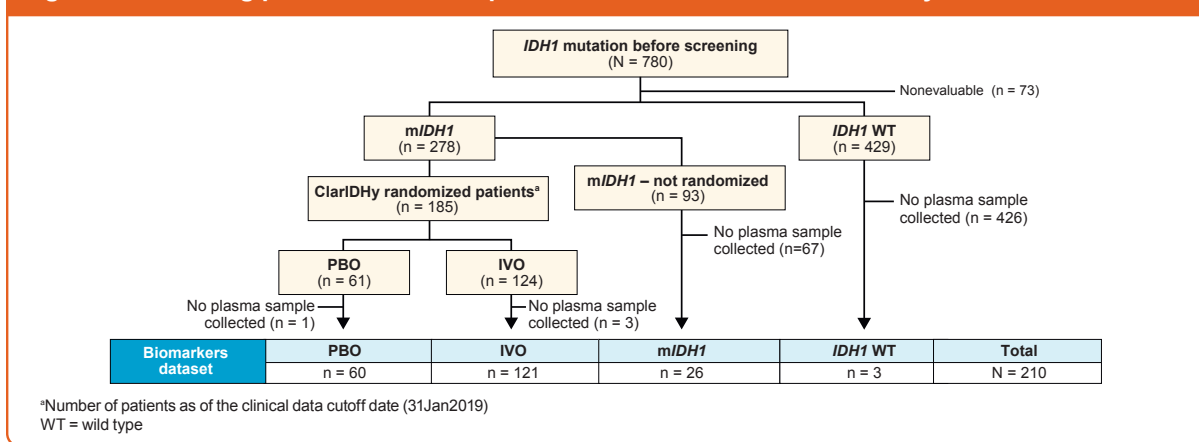 IDH1 mutation before screening
(N = 780)
Nonevaluable (n = 73)
mIDH1
(n = 278)
IDH1 WT
(n = 429)
mIDH1 – not randomized
(n = 93)
ClarIDHy randomized patientsª
(n = 185)
No plasma sample
collected (n = 426)
No plasma sample
collected (n=67)
PBO
(n = 61)
IVO
(n = 124)
No plasma sample
collected (n = 1)
No plasma sample
collected (n = 3)
Biomarkers
dataset
PBO IVO mIDH1 IDH1 WT Total
n = 60 n = 121 n = 26 n = 3 N = 210
ªNumber of patients as of the clinical data cutoff date (31Jan2019)
WT = wild type